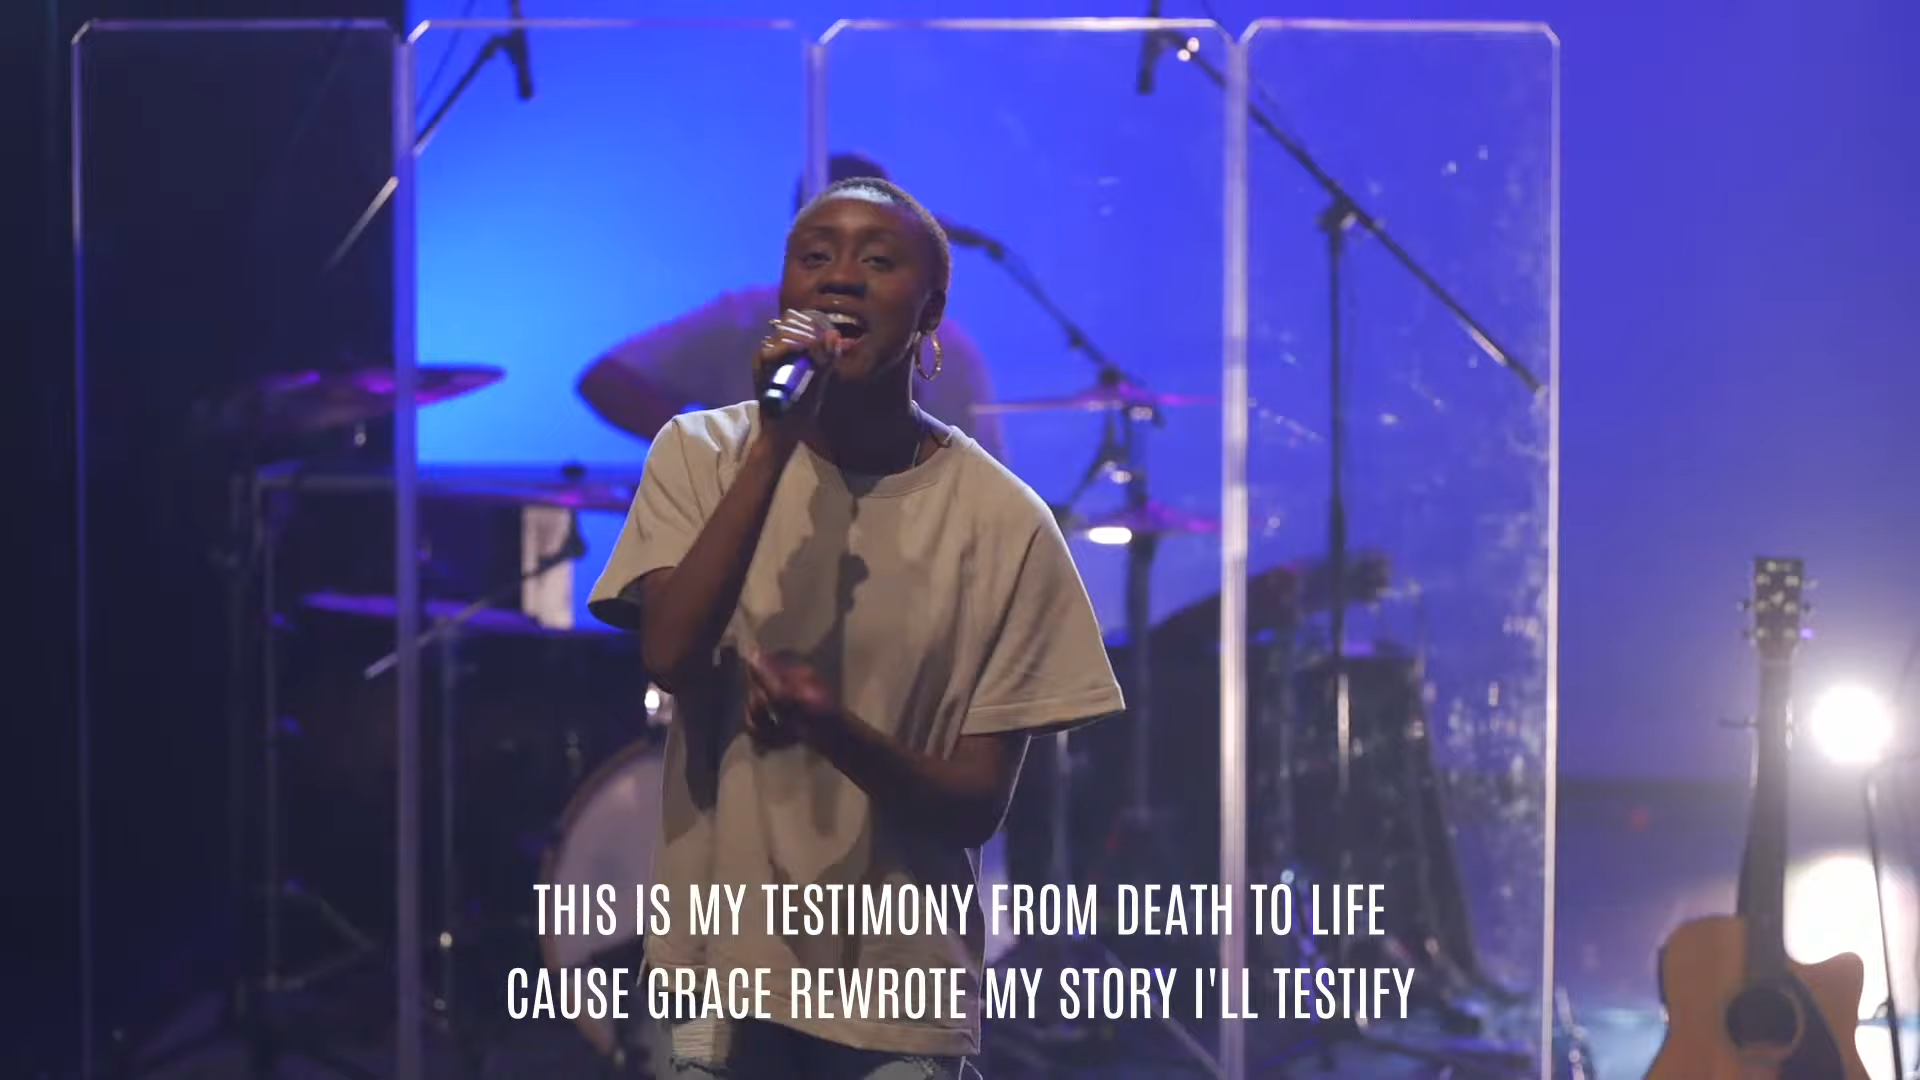 THIS IS MY TESTIMONY FROM DEATH TO LIFE
CAUSE GRACE REWROTE MY STORY I'LL TESTIFY